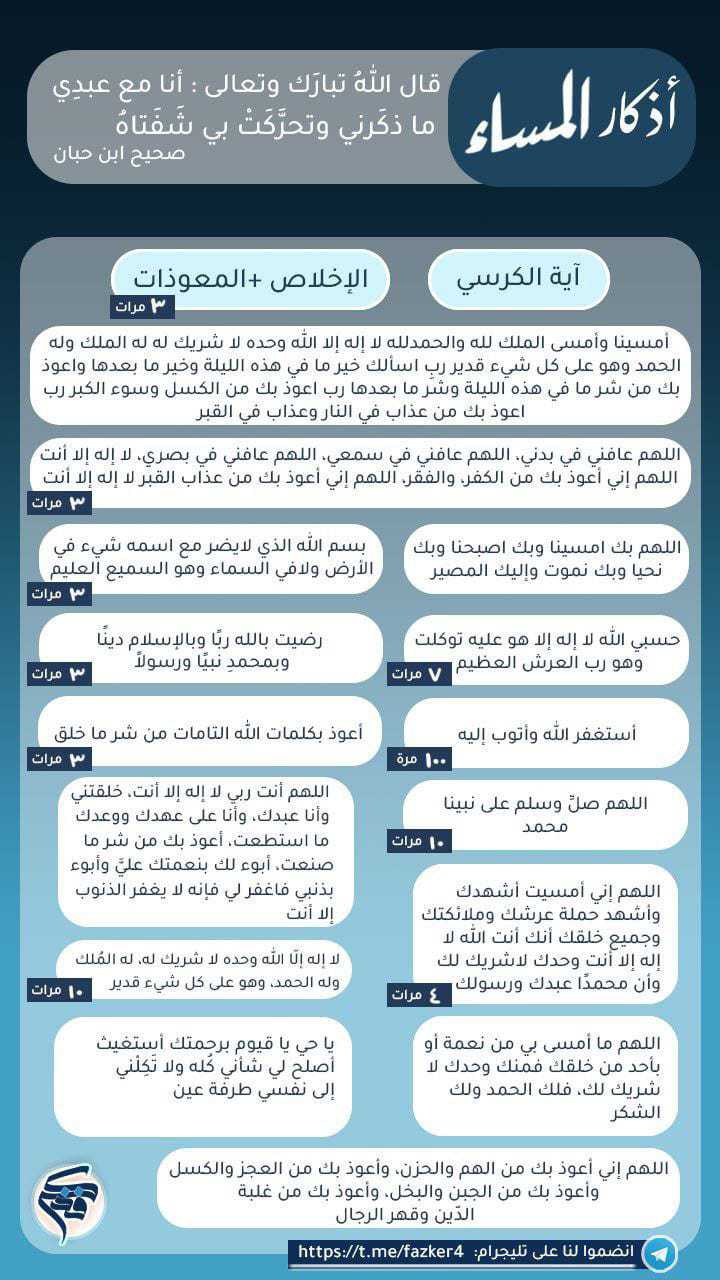 أذكار المساء
قال اللهُ تبارَك وتعالى : أنا مع عبدِي
ما ذكَرني وتحرَّكَتْ بي شَفَتاهُ
صحيح ابن حبان
آية الكرسي
الإخلاص +المعوذات
٣ مرات
أمسينا وأمسى الملك لله والحمدلله لا إله إلا الله وحده لا شريك له له الملك وله
الحمد وهو على كل شيء قدير ربِ اسألك خير ما في هذه الليلة وخير ما بعدها واعوذ
بك من شر ما في هذه الليلة وشر ما بعدها رب اعوذ بك من الكسل وسوء الكبر رب
اعوذ بك من عذاب في النار وعذاب في القبر
اللهم عافني في بدني، اللهم عافني في سمعي، اللهم عافني في بصري، لا إله إلا أنت
اللهم إني أعوذ بك من الكفر، والفقر، اللهم إني أعوذ بك من عذاب القبر لا إله إلا أنت
٣ مرات
اللهم بك امسينا وبك اصبحنا وبك
نحيا وبك نموت وإليك المصير
بسم الله الذي لايضر مع اسمه شيء في
الأرض ولافي السماء وهو السميع العليم
٣ مرات
حسبي الله لا إله إلا هو عليه توكلت
وهو رب العرش العظيم
٧ مرات
رضيت بالله ربًا وبالإسلام دينًا
وبمحمدِ نبيًا ورسولاً
٣ مرات
أستغفر الله وأتوب إليه
١٠٠ مرة
أعوذ بكلمات الله التامات من شر ما خلق
٣ مرات
اللهم صلِّ وسلم على نبينا
محمد
١٠ مرات
اللهم أنت ربي لا إله إلا أنت، خلقتني
وأنا عبدك، وأنا على عهدك ووعدك
ما استطعت، أعوذ بك من شر ما
صنعت، أبوء لك بنعمتك عليَّ وأبوء
بذنبي فاغفر لي فإنه لا يغفر الذنوب
إلا أنت
اللهم إني أمسيت أشهدك
وأشهد حملة عرشك وملائكتك
وجميع خلقك أنك أنت الله لا
إله إلا أنت وحدك لاشريك لك
وأن محمدًا عبدك ورسولك
٤ مرات
لا إله إلّا الله وحده لا شريك له، له المُلك
وله الحمد، وهو على كل شيء قدير
١٠ مرات
اللهم ما أمسى بي من نعمة أو
بأحد من خلقك فمنك وحدك لا
شريك لك، فلك الحمد ولك
الشكر
يا حي يا قيوم برحمتك أستغيث
أصلح لي شأني كُله ولا تَكِلْني
إلى نفسي طرفة عين
اللهم إني أعوذ بك من الهم والحزن، وأعوذ بك من العجز والكسل
وأعوذ بك من الجبن والبخل، وأعوذ بك من غلبة
الدّين وقهر الرجال
انضموا لنا على تليجرام: https://t.me/fazker4